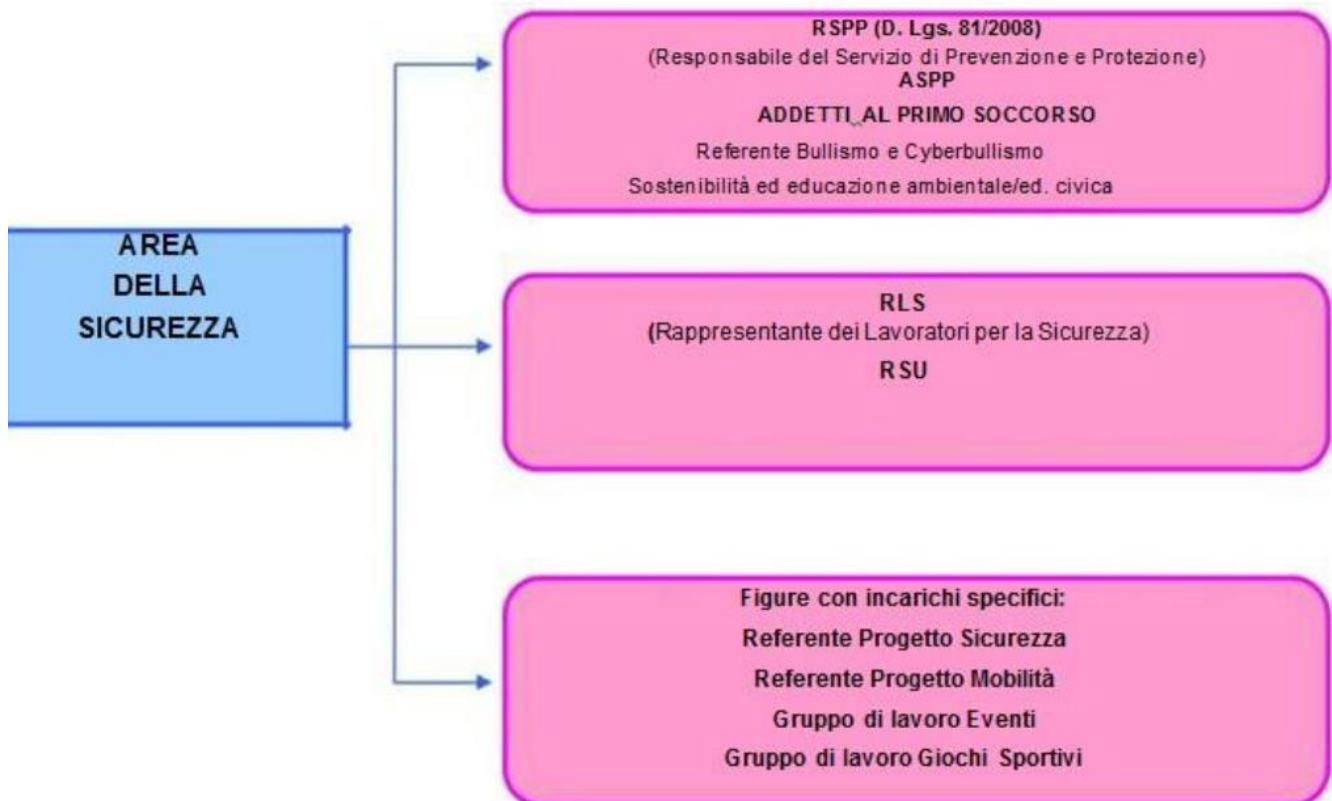 AREA
DELLA
SICUREZZA
RSPP (D. Lgs. 81/2008)
(Responsabile del Servizio di Prevenzione e Protezione)
ASPP
ADDETTI AL PRIMO SOCCORSO
Referente Bullismo e Cyberbullismo
Sostenibilità ed educazione ambientale/ed. civica
RLS
(Rappresentante dei Lavoratori per la Sicurezza)
RSU
Figure con incarichi specifici:
Referente Progetto Sicurezza
Referente Progetto Mobilità
Gruppo di lavoro Eventi
Gruppo di lavoro Giochi Sportivi